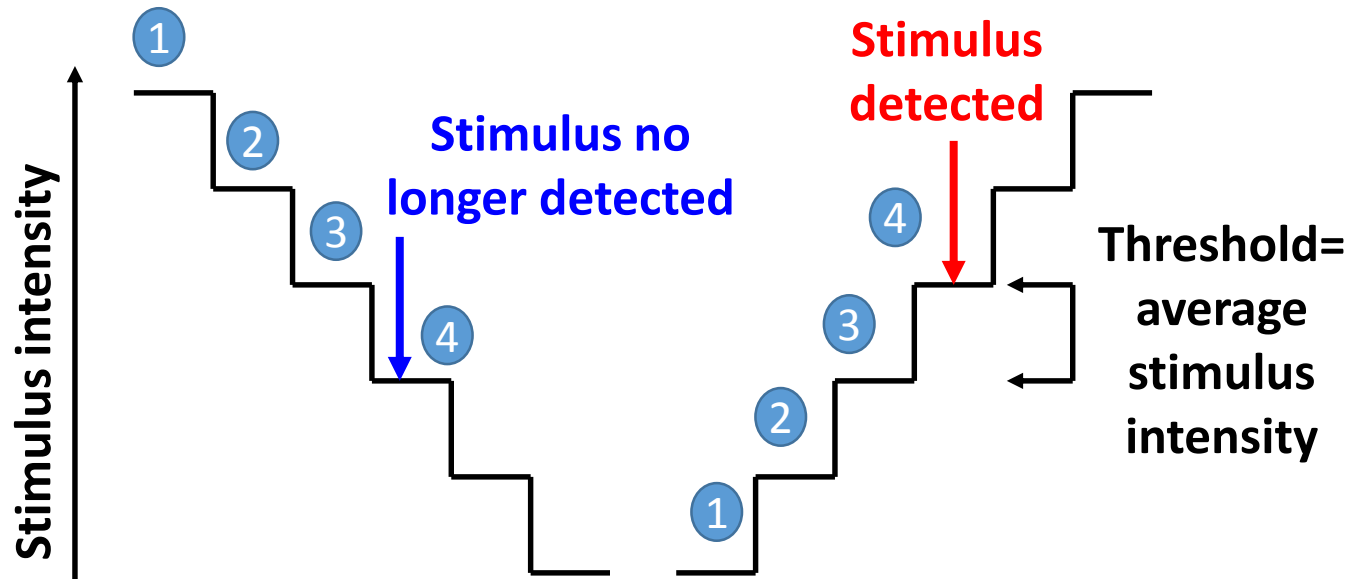 Stimulus intensity
1
2
3
4
Stimulus no
longer detected
1
2
3
4
Stimulus
detected
Threshold=
average
stimulus
intensity